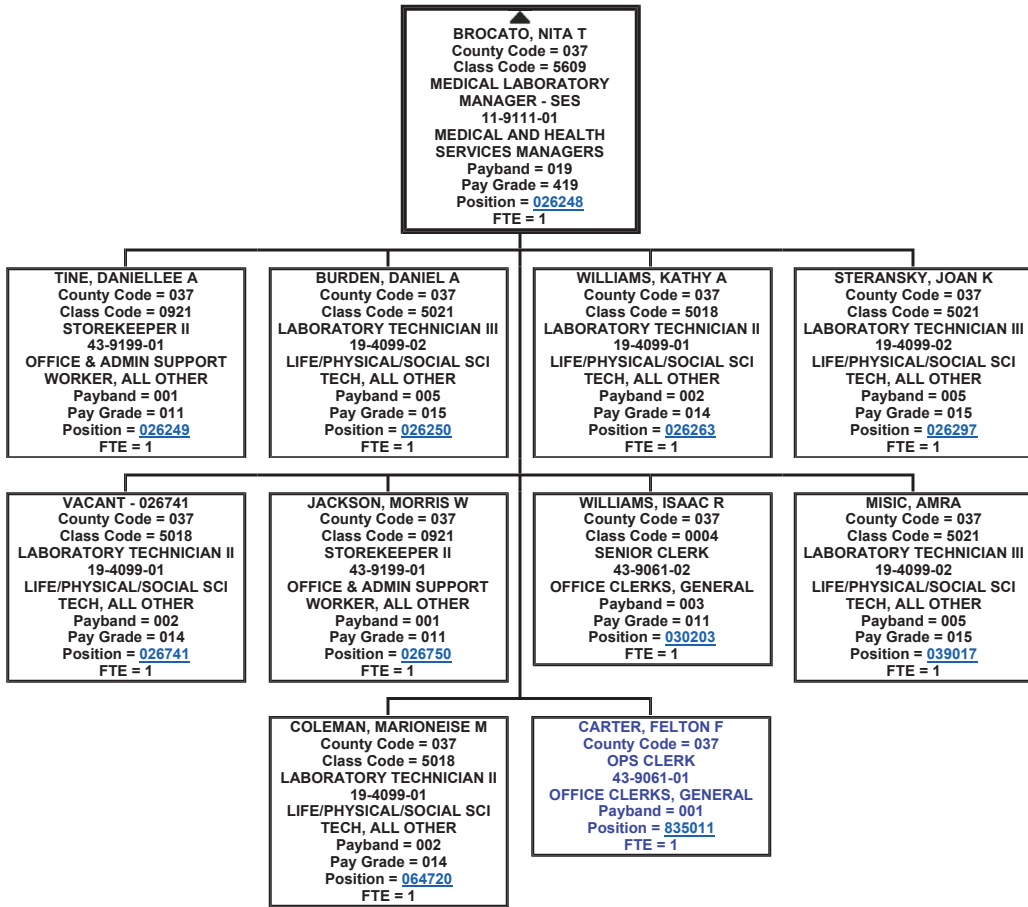 BROCATO, NITA T
County Code = 037
Class Code = 5609
MEDICAL LABORATORY
MANAGER - SES
11-9111-01
MEDICAL AND HEALTH
SERVICES MANAGERS
Payband = 019
Pay Grade = 419
Position = 026248
FTE = 1
TINE, DANIELLEE A
County Code = 037
Class Code = 0921
STOREKEEPER II
43-9199-01
OFFICE & ADMIN SUPPORT
WORKER, ALL OTHER
Payband = 001
Pay Grade = 011
Position = 026249
FTE = 1
BURDEN, DANIEL A
County Code = 037
Class Code = 5021
LABORATORY TECHNICIAN III
19-4099-02
LIFE/PHYSICAL/SOCIAL SCI
TECH, ALL OTHER
Payband = 005
Pay Grade = 015
Position = 026250
FTE = 1
WILLIAMS, KATHY A
County Code = 037
Class Code = 5018
LABORATORY TECHNICIAN II
19-4099-01
LIFE/PHYSICAL/SOCIAL SCI
TECH, ALL OTHER
Payband = 002
Pay Grade = 014
Position = 026263
FTE = 1
STERANSKY, JOAN K
County Code = 037
Class Code = 5021
LABORATORY TECHNICIAN III
19-4099-02
LIFE/PHYSICAL/SOCIAL SCI
TECH, ALL OTHER
Payband = 005
Pay Grade = 015
Position = 026297
FTE = 1
VACANT - 026741
County Code = 037
Class Code = 5018
LABORATORY TECHNICIAN II
19-4099-01
LIFE/PHYSICAL/SOCIAL SCI
TECH, ALL OTHER
Payband = 002
Pay Grade = 014
Position = 026741
FTE = 1
JACKSON, MORRIS W
County Code = 037
Class Code = 0921
STOREKEEPER II
43-9199-01
OFFICE & ADMIN SUPPORT
WORKER, ALL OTHER
Payband = 001
Pay Grade = 011
Position = 026750
FTE = 1
WILLIAMS, ISAAC R
County Code = 037
Class Code = 0004
SENIOR CLERK
43-9061-02
OFFICE CLERKS, GENERAL
Payband = 003
Pay Grade = 011
Position = 030203
FTE = 1
MISIC, AMRA
County Code = 037
Class Code = 5021
LABORATORY TECHNICIAN III
19-4099-02
LIFE/PHYSICAL/SOCIAL SCI
TECH, ALL OTHER
Payband = 005
Pay Grade = 015
Position = 039017
FTE = 1
COLEMAN, MARIONEISE M
County Code = 037
Class Code = 5018
LABORATORY TECHNICIAN II
19-4099-01
LIFE/PHYSICAL/SOCIAL SCI
TECH, ALL OTHER
Payband = 002
Pay Grade = 014
Position = 064720
FTE = 1
CARTER, FELTON F
County Code = 037
OPS CLERK
43-9061-01
OFFICE CLERKS, GENERAL
Payband = 001
Position = 835011
FTE = 1